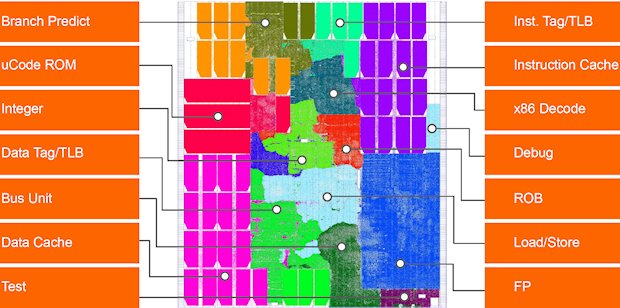 Branch Predict
uCode ROM
Integer
Data Tag/TLB
Bus Unit
Data Cache
Test
Inst. Tag/TLB
Instruction Cache
x86 Decode
Debug
ROB
Load/Store
FP